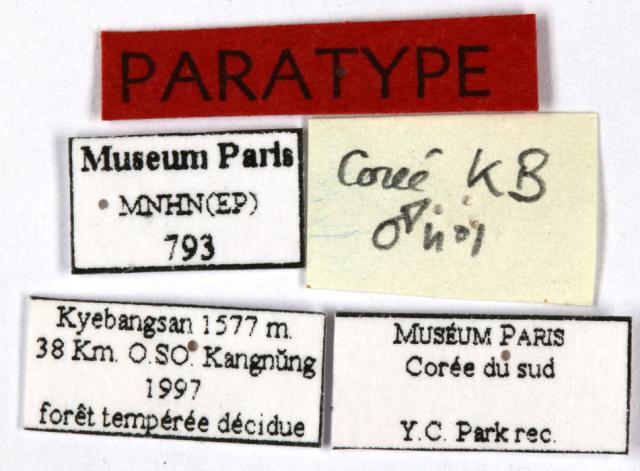 PARATYPE
Museum Paris
MNHN(EP)
793
Corée KB
♂ n°1
Kyebangsan 1577 m.
38 Km. O.SO. Kangnŭng
1997
forêt tempérée décidue
MUSÉUM PARIS
Corée du sud
Y.C. Park rec.